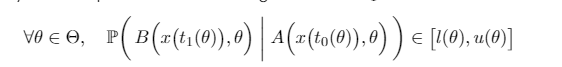 ∀θ ∈ Θ, ℙ( B(x(t₁(θ)), θ) | A(x(t₀(θ)), θ) ) ∈ [l(θ), u(θ)]